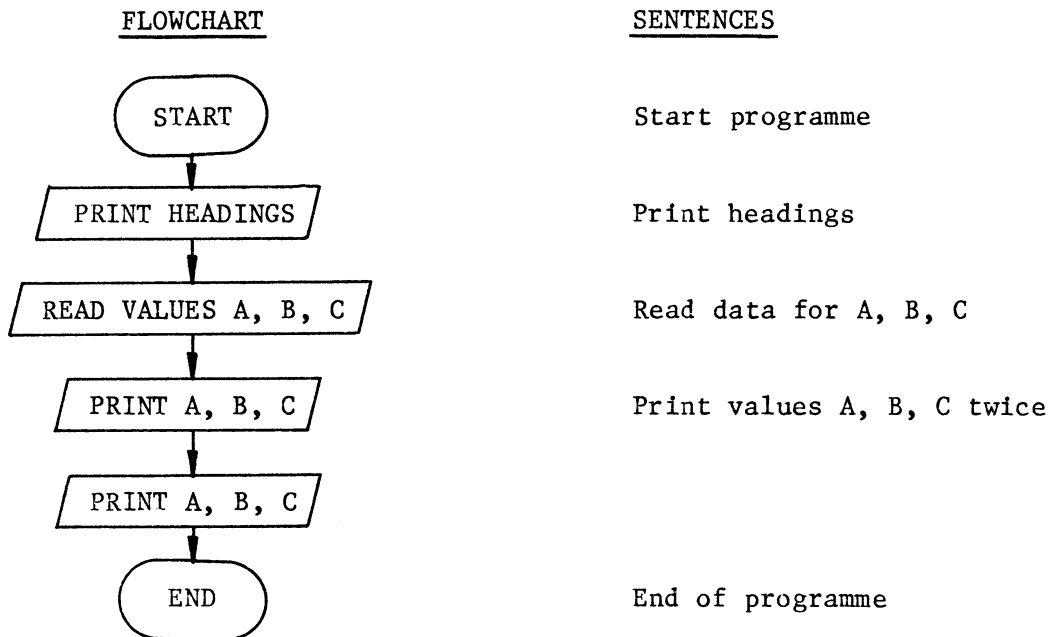 FLOWCHART
SENTENCES
START
Start programme
PRINT HEADINGS
Print headings
READ VALUES A, B, C
Read data for A, B, C
PRINT A, B, C
Print values A, B, C twice
PRINT A, B, C
END
End of programme